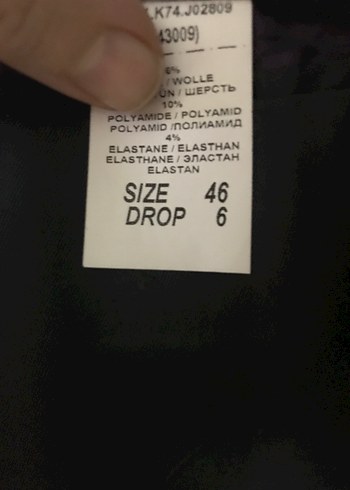 .K74.J02809
43009)
6%
/ WOLLE
UN / ШЕРСТЬ
10%
POLYAMIDE / POLYAMID
POLYAMID /ПОЛИАМИД
4%
ELASTANE / ELASTHAN
ELASTHANE / ЭЛАСТАН
ELASTAN
SIZE 46
DROP 6